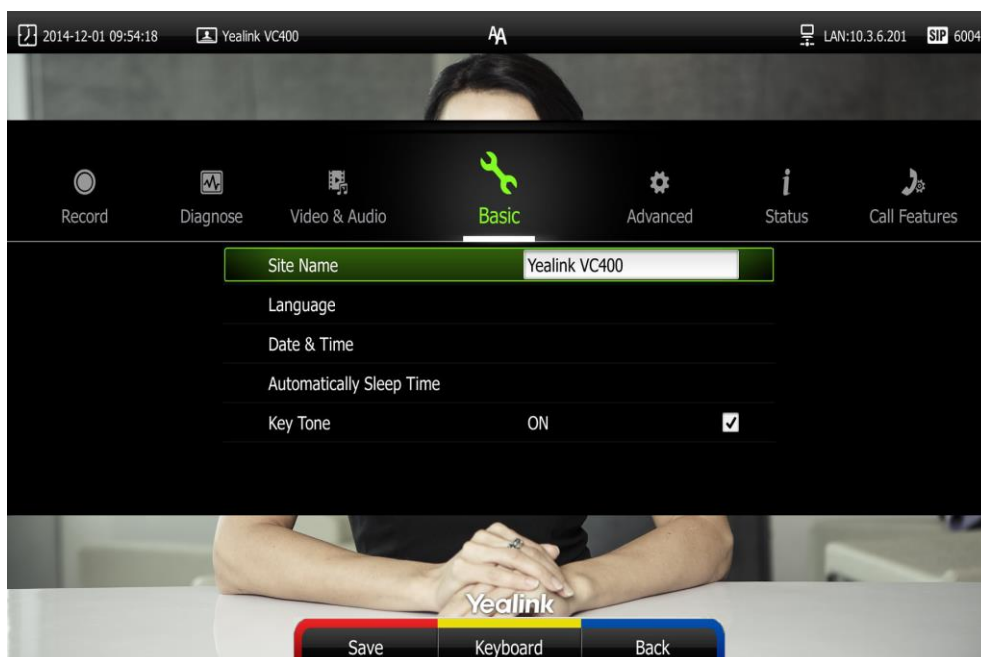 2014-12-01 09:54:18 Yealink VC400 LAN:10.3.6.201 SIP 6004
Record Diagnose Video & Audio Basic Advanced Status Call Features
Site Name Yealink VC400
Language
Date & Time
Automatically Sleep Time
Key Tone ON
Yealink
Save Keyboard Back